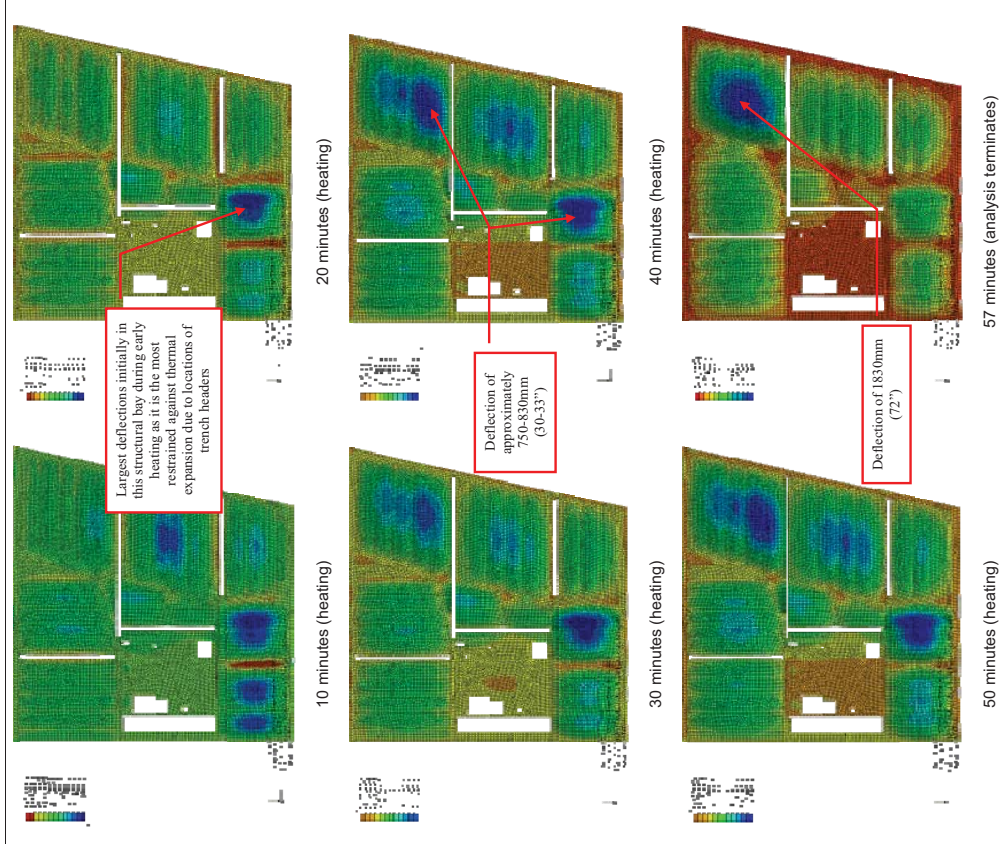 10 minutes (heating)
20 minutes (heating)
Largest deflections initially in
this structural bay during early
heating as it is the most
restrained against thermal
expansion due to locations of
trench headers
30 minutes (heating)
40 minutes (heating)
Deflection of
approximately
750-830mm
(30-33”)
50 minutes (heating)
57 minutes (analysis terminates
Deflection of 1830mm
(72”)